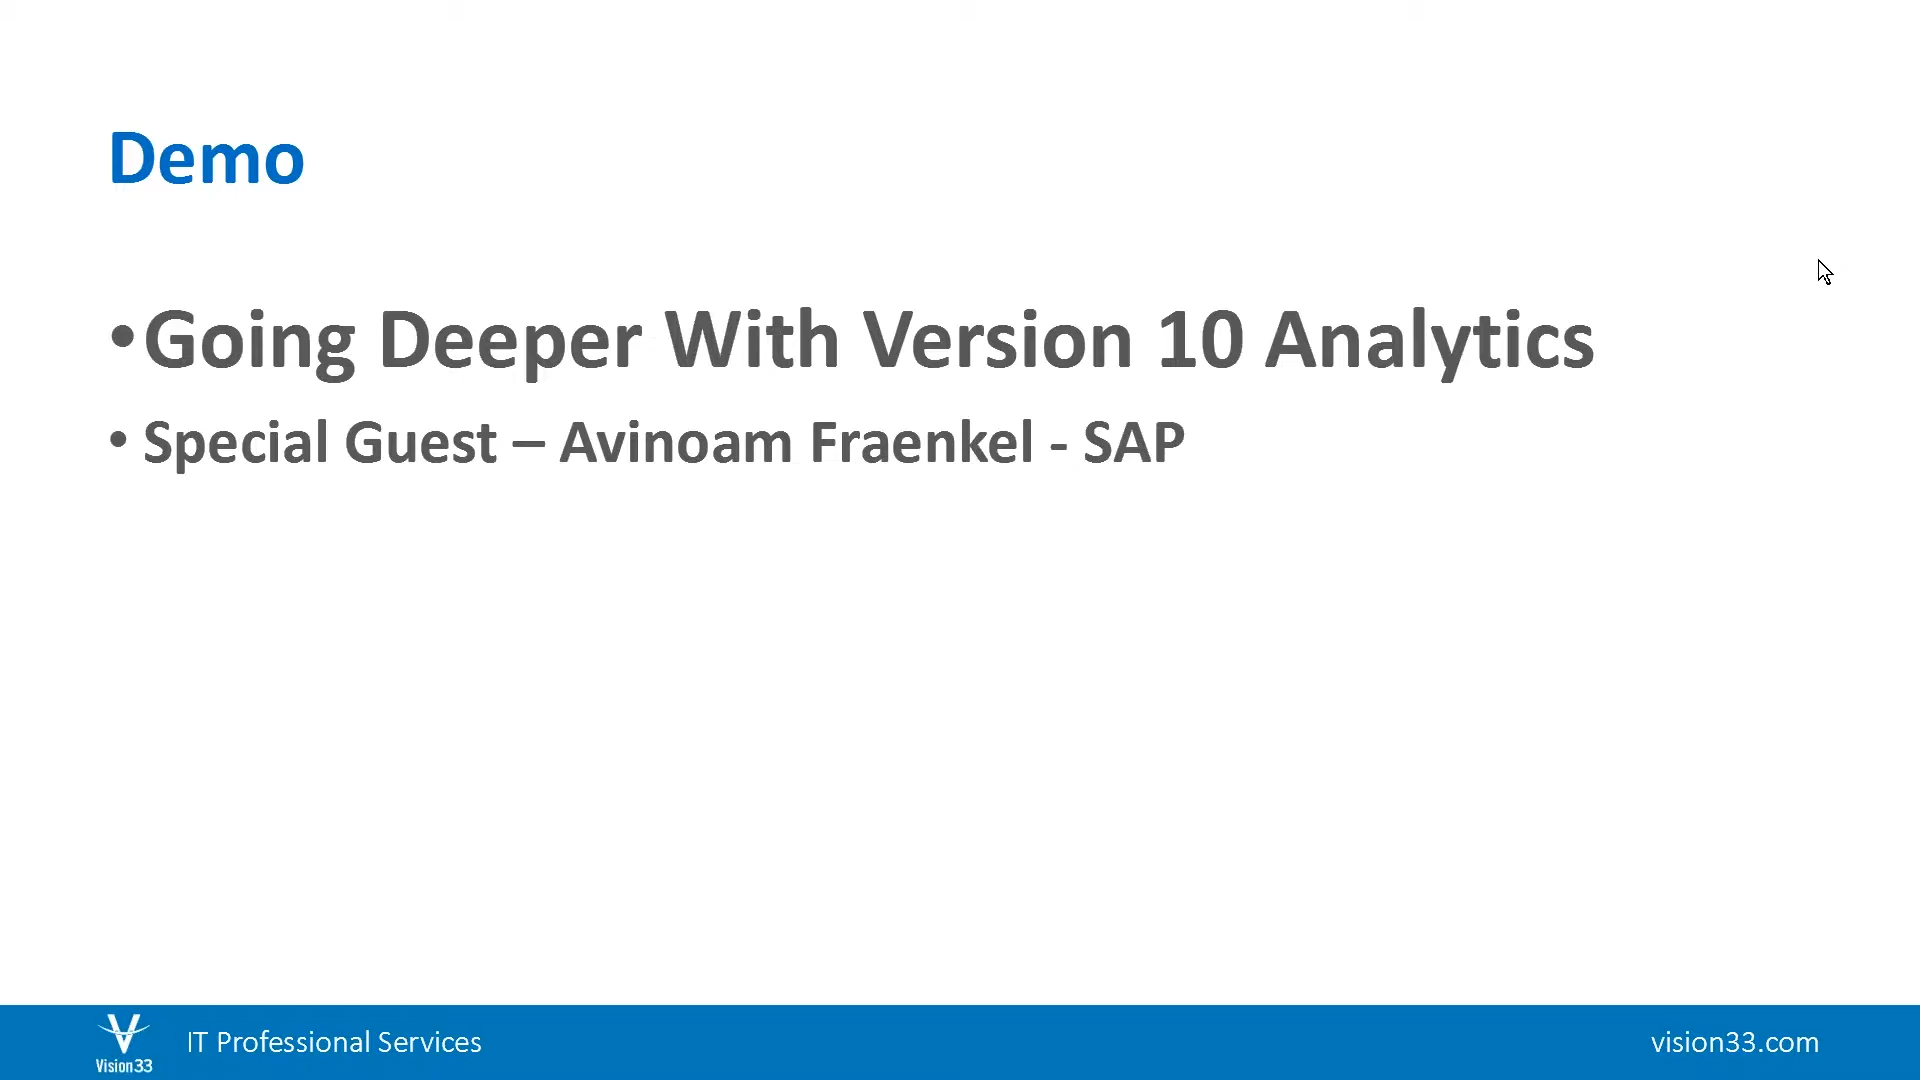 Demo
•Going Deeper With Version 10 Analytics
• Special Guest – Avinoam Fraenkel - SAP
Vision33
IT Professional Services
vision33.com